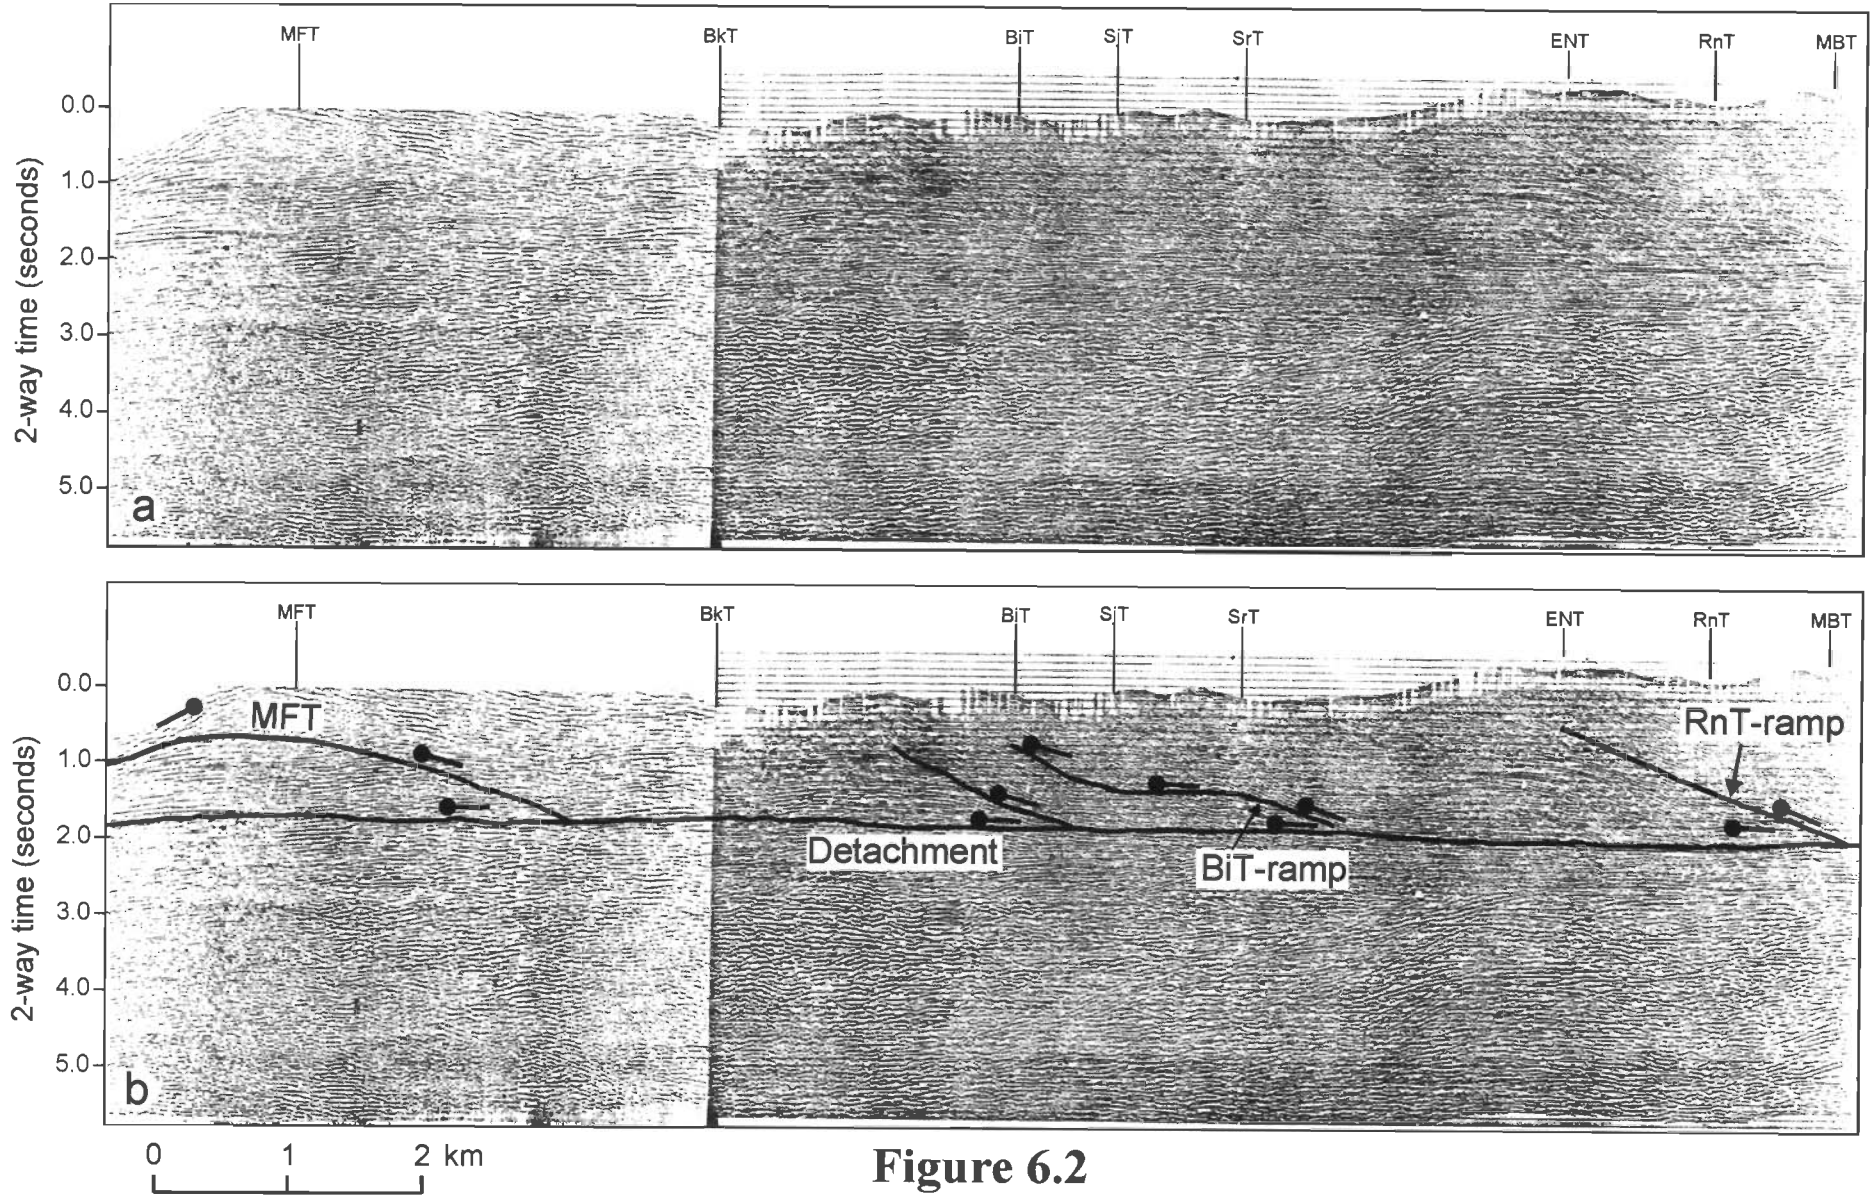 MFT BkT BiT SjT SrT ENT RnT MBT
0.0
1.0
2.0
3.0
4.0
5.0
2-way time (seconds)
a
MFT BkT BiT SjT SrT ENT RnT MBT
0.0
1.0
2.0
3.0
4.0
5.0
2-way time (seconds)
MFT
RnT-ramp
Detachment
BiT-ramp
b
0 1 2 km
Figure 6.2